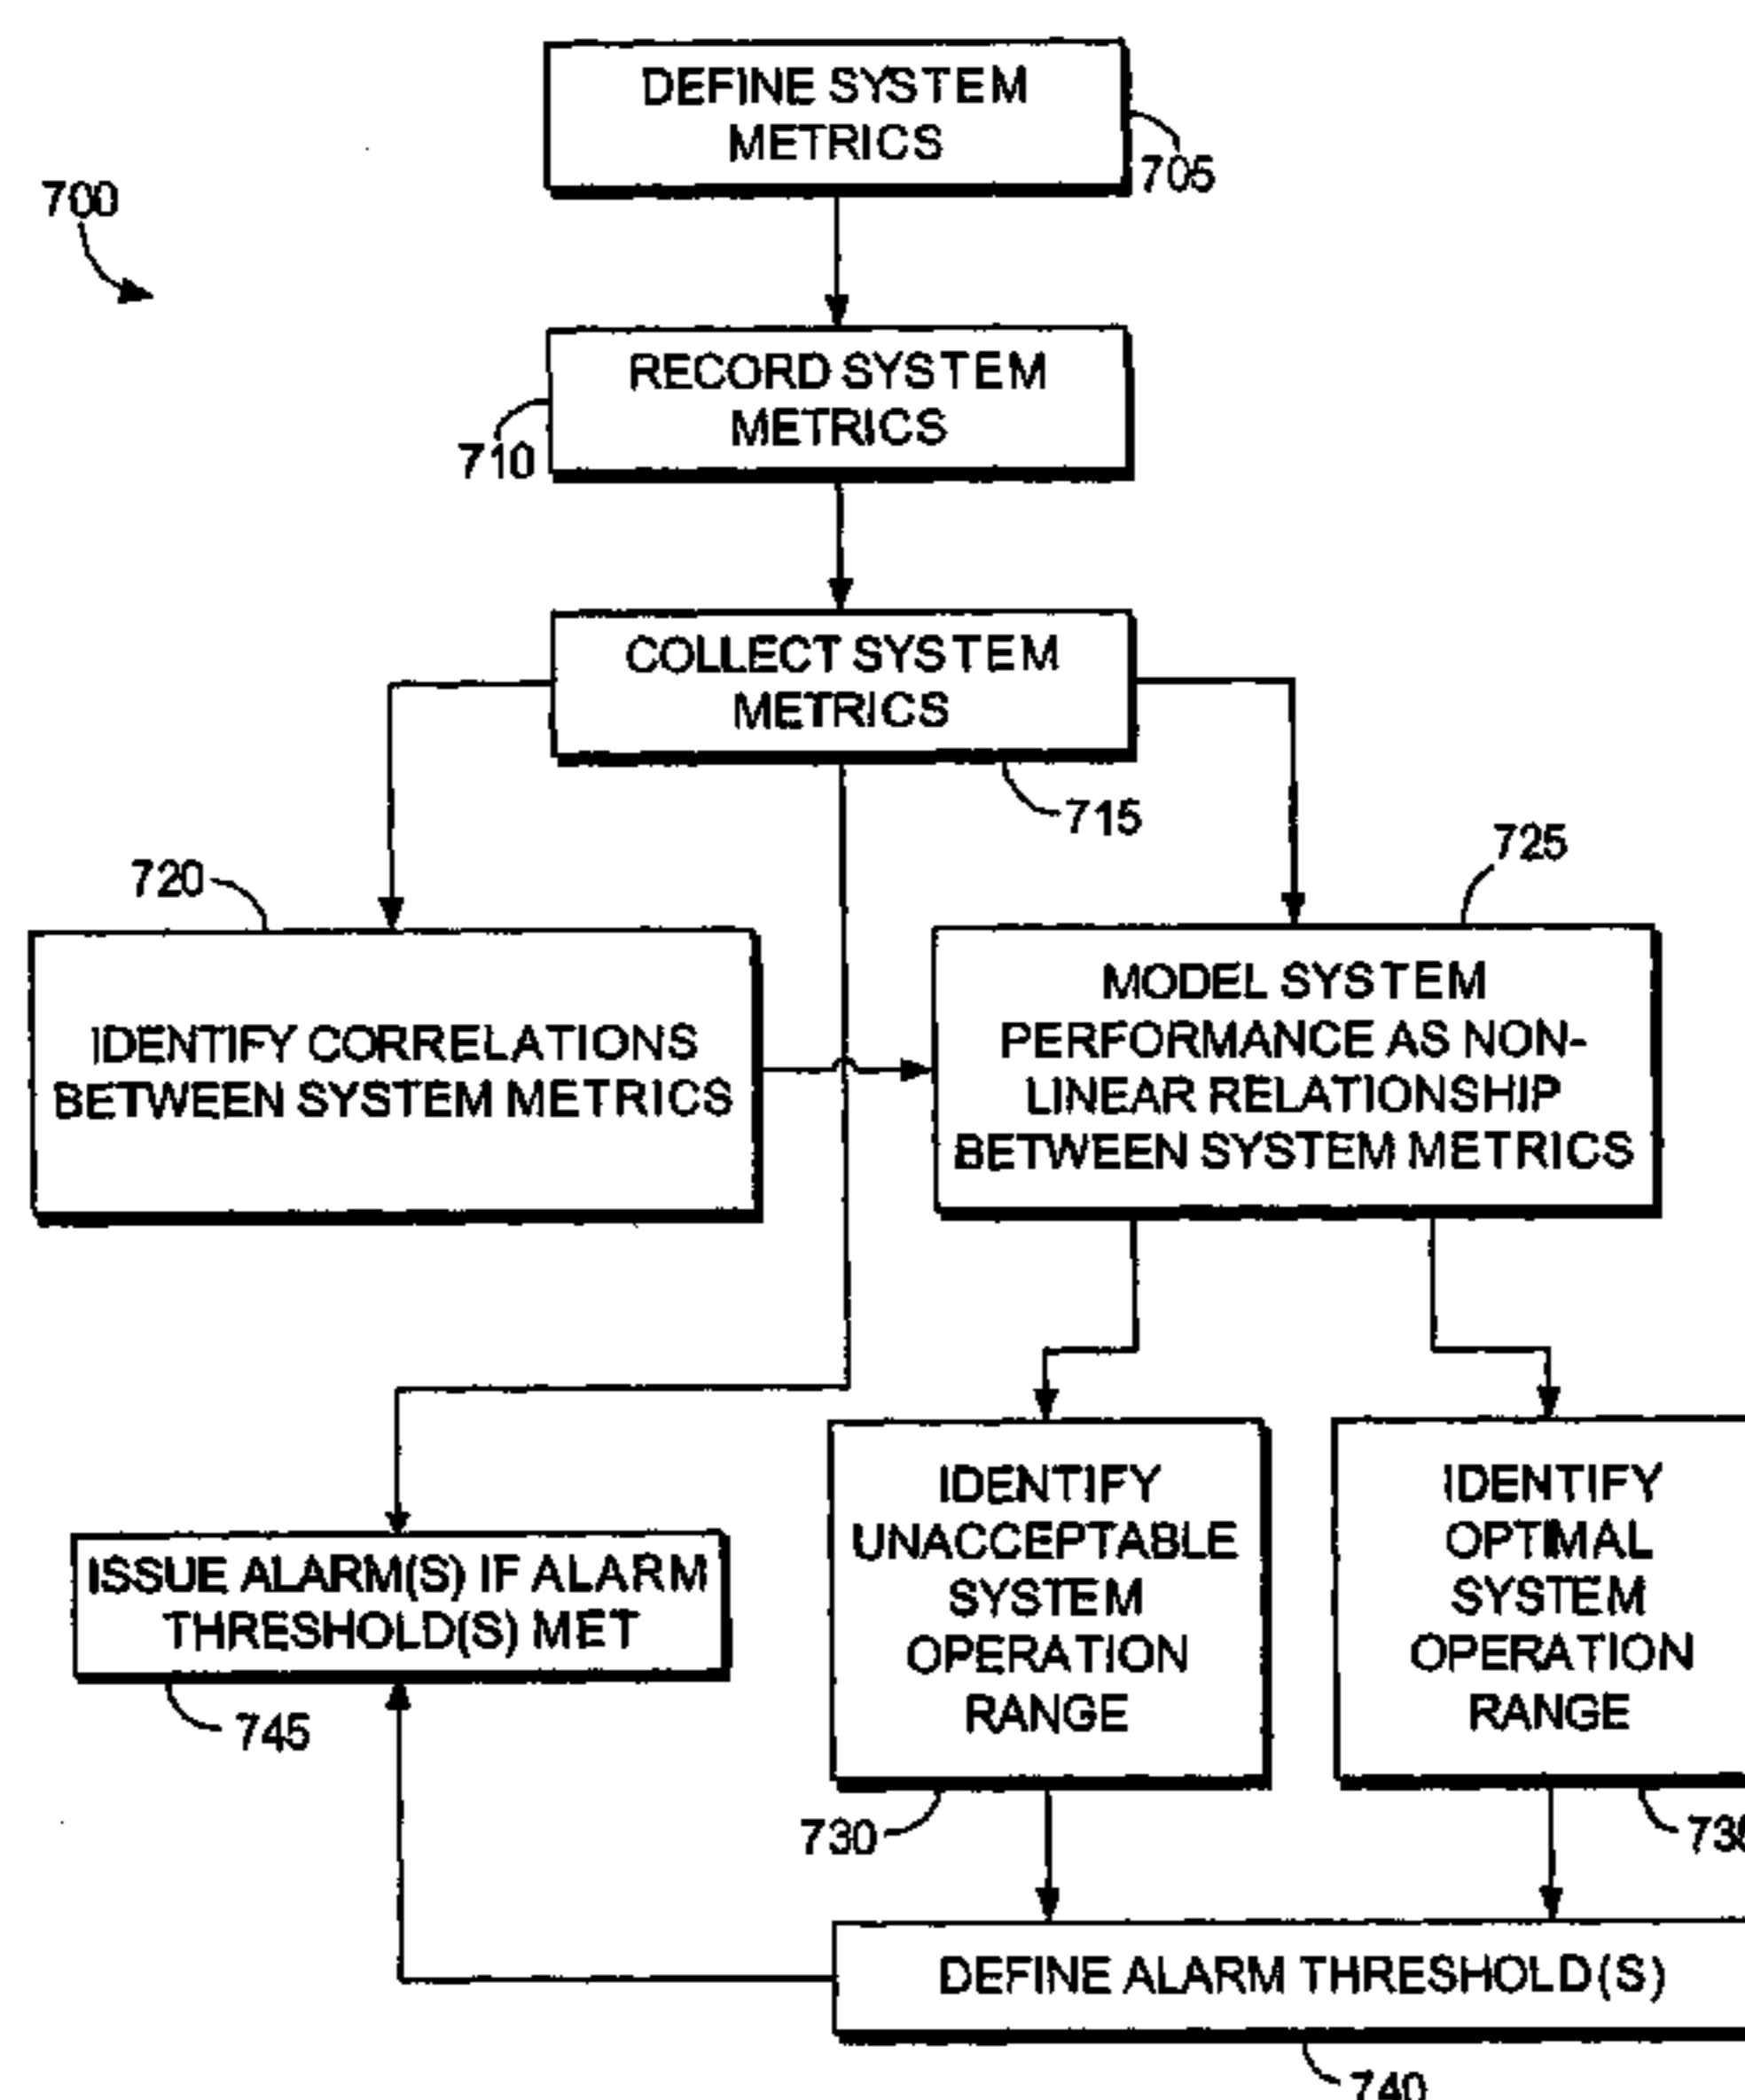 DEFINE SYSTEM
METRICS
705
700
RECORD SYSTEM
METRICS
710
COLLECT SYSTEM
METRICS
715
720
725
IDENTIFY CORRELATIONS
BETWEEN SYSTEM METRICS
MODEL SYSTEM
PERFORMANCE AS NON-
LINEAR RELATIONSHIP
BETWEEN SYSTEM METRICS
ISSUE ALARM(S) IF ALARM
THRESHOLD(S) MET
745
IDENTIFY
UNACCEPTABLE
SYSTEM
OPERATION
RANGE
730
IDENTIFY
OPTIMAL
SYSTEM
OPERATION
RANGE
DEFINE ALARM THRESHOLD(S)
740